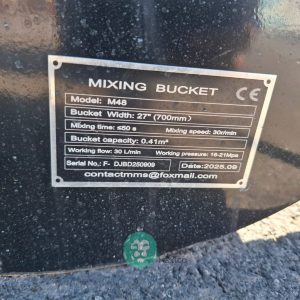 MIXING BUCKET CE
Model: M48
Bucket Width: 27" (700mm)
Mixing time: ≤60 s Mixing speed: 30r/min
Bucket capacity: 0.41m³
Working flow: 30 L/min Working pressure: 16-21Mpa
Serial No.: F- DJBD250909 Date: 2025.09
contactmms@foxmail.com